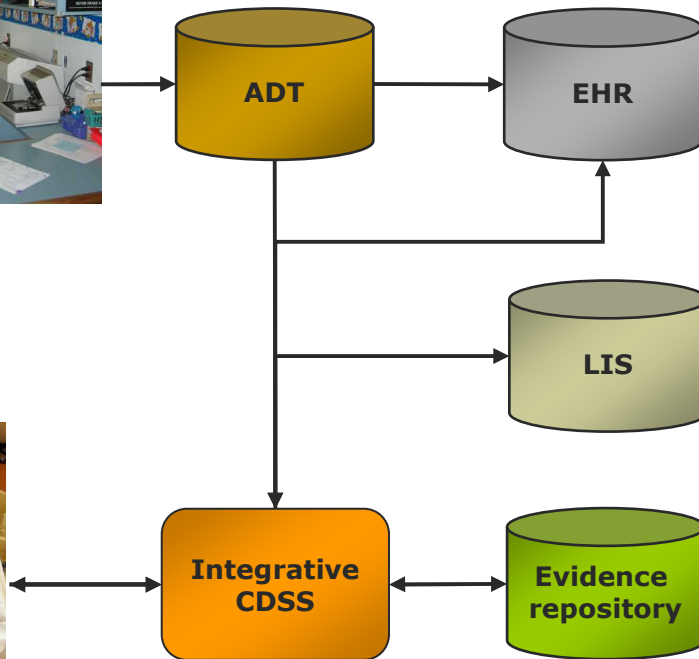 ADT
EHR
LIS
Integrative
CDSS
Evidence
repository